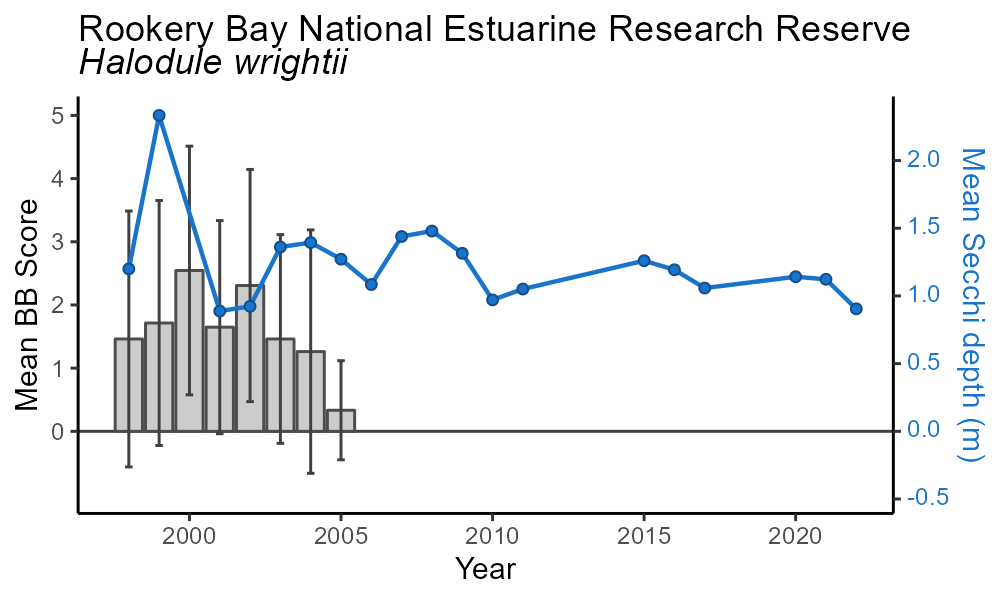 Rookery Bay National Estuarine Research Reserve
Halodule wrightii
5
4
3
2
1
0
Mean BB Score
2.0
1.5
1.0
0.5
0.0
-0.5
Mean Secchi depth (m)
2000 2005 2010 2015 2020
Year